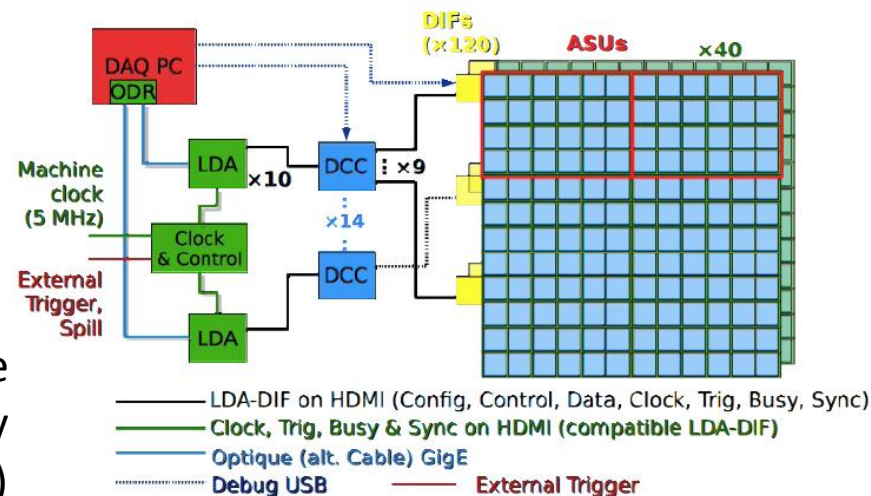 DIFs
(×120)
ASUs
×40
DAQ PC
ODR
LDA
×10
DCC
×9
Machine
clock
(5 MHz)
×14
Clock
& Control
DCC
External
Trigger,
Spill
LDA
e
y
)
LDA-DIF on HDMI (Config, Control, Data, Clock, Trig, Busy, Sync)
Clock, Trig, Busy & Sync on HDMI (compatible LDA-DIF)
Optique (alt. Cable) GigE
Debug USB
External Trigger